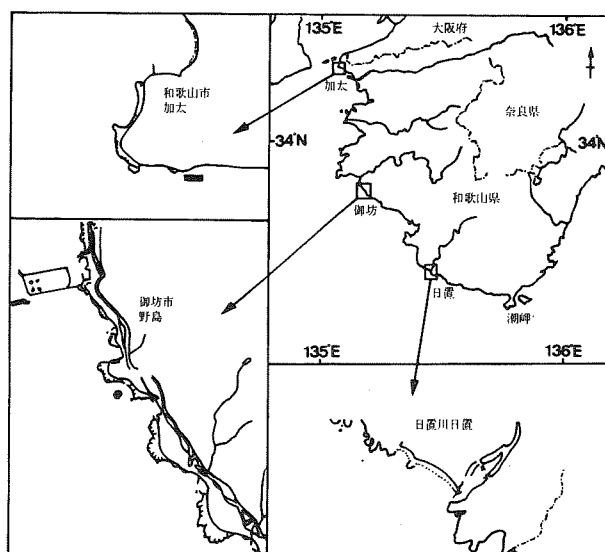 135°E
136°E
大阪府
加太
和歌山市
加太
奈良県
34°N
34°N
和歌山県
御坊
御坊市
野島
日置
潮岬
135°E
136°E
日置川日置